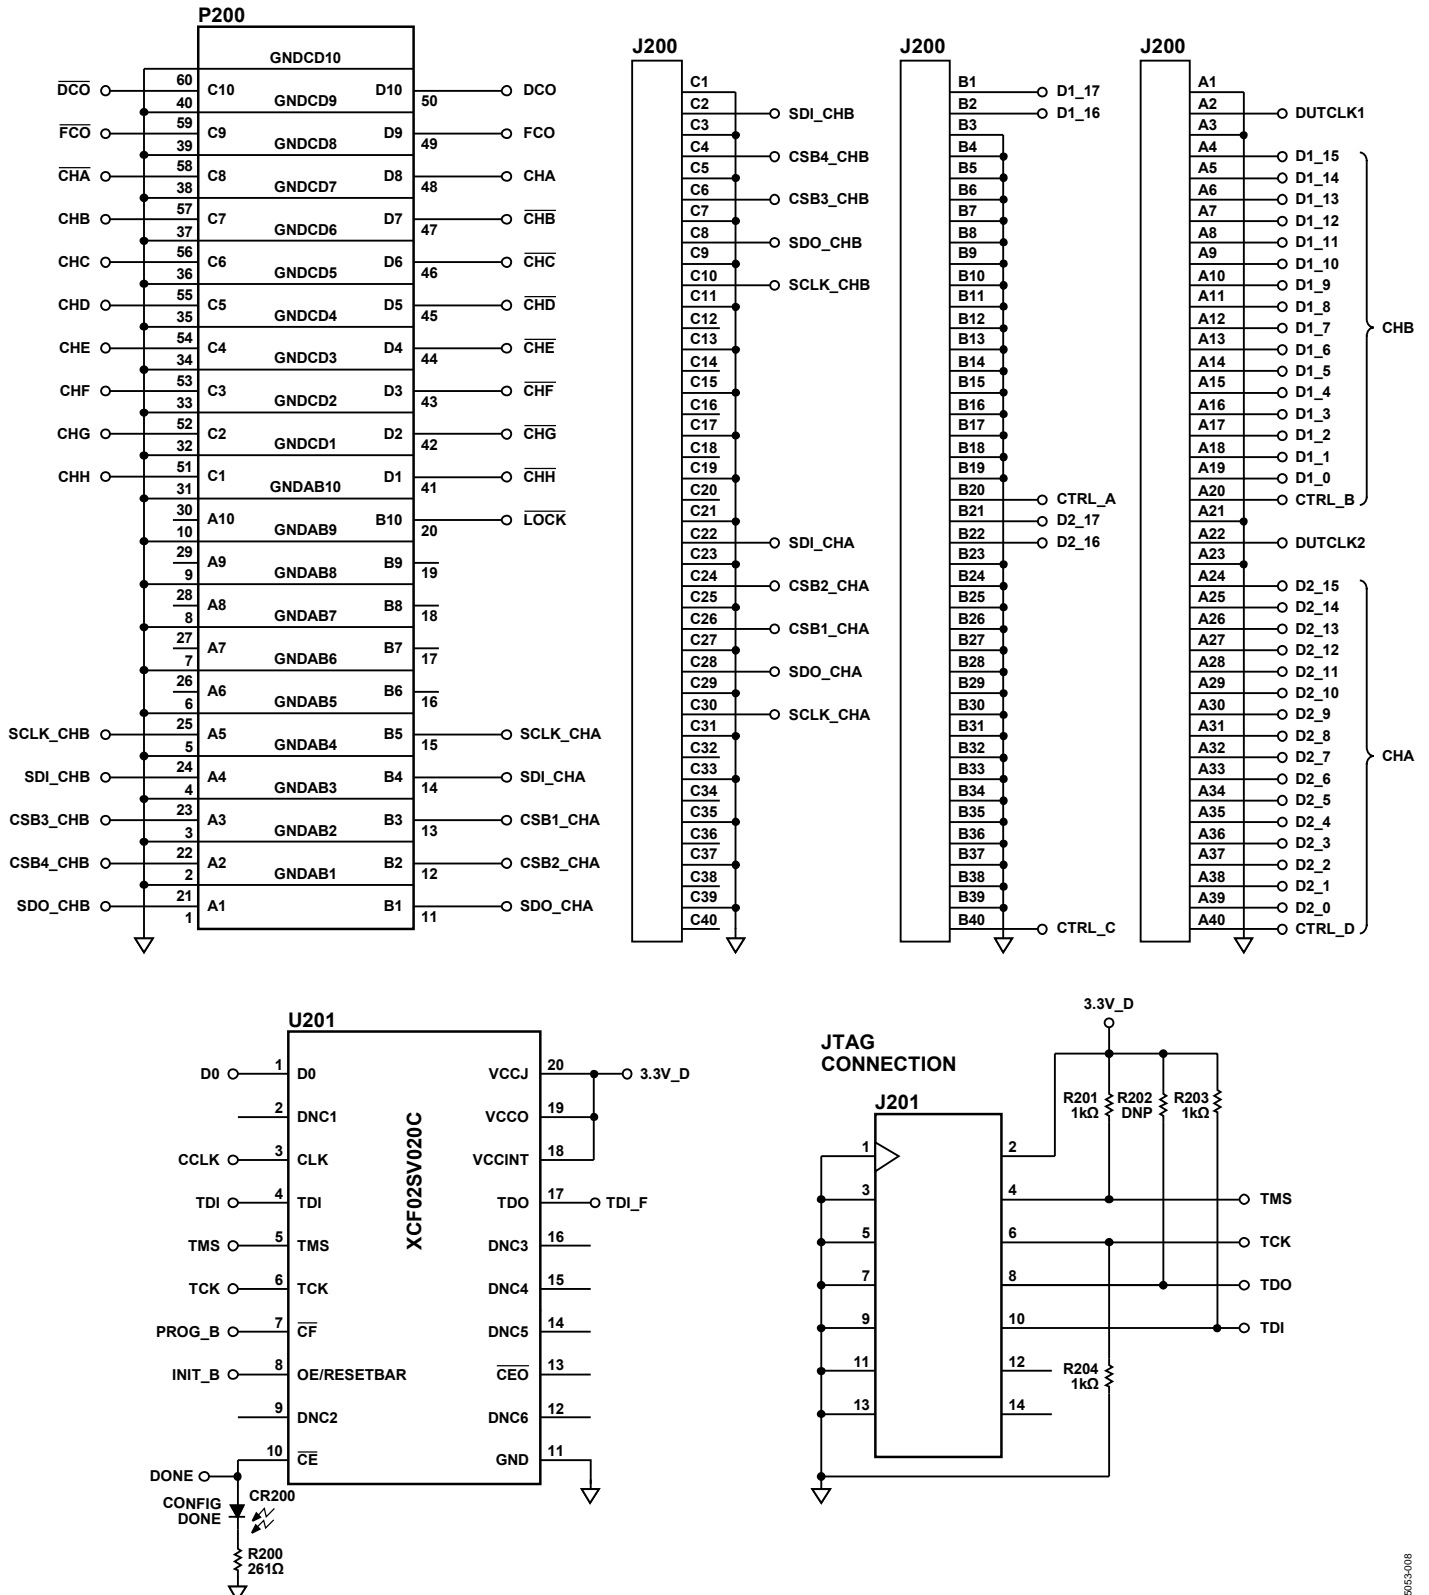 P200
GNDCD10
DCO 60 C10 D10 50 DCO
40 GNDCD9
FCO 59 C9 D9 49 FCO
39 GNDCD8
CHA 58 C8 D8 48 CHA
38 GNDCD7
CHB 57 C7 D7 47 CHB
37 GNDCD6
CHC 56 C6 D6 46 CHC
36 GNDCD5
CHD 55 C5 D5 45 CHD
35 GNDCD4
CHE 54 C4 D4 44 CHE
34 GNDCD3
CHF 53 C3 D3 43 CHF
33 GNDCD2
CHG 52 C2 D2 42 CHG
32 GNDCD1
CHH 51 C1 D1 41 CHH
31 GNDAB10
30 A10 B10 20 LOCK
10 GNDAB9
29 A9 B9 19
9 GNDAB8
28 A8 B8 18
8 GNDAB7
27 A7 B7 17
7 GNDAB6
26 A6 B6 16
6 GNDAB5
SCLK_CHB 25 A5 B5 15 SCLK_CHA
5 GNDAB4
SDI_CHB 24 A4 B4 14 SDI_CHA
4 GNDAB3
CSB3_CHB 23 A3 B3 13 CSB1_CHA
3 GNDAB2
CSB4_CHB 22 A2 B2 12 CSB2_CHA
2 GNDAB1
SDO_CHB 21 A1 B1 11 SDO_CHA
1
J200
C1
C2 SDI_CHB
C3
C4 CSB4_CHB
C5
C6 CSB3_CHB
C7
C8 SDO_CHB
C9
C10 SCLK_CHB
C11
C12
C13
C14
C15
C16
C17
C18
C19
C20
C21
C22 SDI_CHA
C23
C24 CSB2_CHA
C25
C26 CSB1_CHA
C27
C28 SDO_CHA
C29
C30 SCLK_CHA
C31
C32
C33
C34
C35
C36
C37
C38
C39
C40
J200
B1 D1_17
B2 D1_16
B3
B4
B5
B6
B7
B8
B9
B10
B11
B12
B13
B14
B15
B16
B17
B18
B19
B20 CTRL_A
B21 D2_17
B22 D2_16
B23
B24
B25
B26
B27
B28
B29
B30
B31
B32
B33
B34
B35
B36
B37
B38
B39
B40 CTRL_C
J200
A1
A2 DUTCLK1
A3
A4 D1_15
A5 D1_14
A6 D1_13
A7 D1_12
A8 D1_11
A9 D1_10
A10 D1_9
A11 D1_8
A12 D1_7
CHB
A13 D1_6
A14 D1_5
A15 D1_4
A16 D1_3
A17 D1_2
A18 D1_1
A19 D1_0
A20 CTRL_B
A21
A22 DUTCLK2
A23
A24 D2_15
A25 D2_14
A26 D2_13
A27 D2_12
A28 D2_11
A29 D2_10
A30 D2_9
A31 D2_8
A32 D2_7
CHA
A33 D2_6
A34 D2_5
A35 D2_4
A36 D2_3
A37 D2_2
A38 D2_1
A39 D2_0
A40 CTRL_D
U201
XCF02SV020C
D0 1 D0 VCCJ 20 3.3V_D
2 DNC1 VCCO 19
CCLK 3 CLK VCCINT 18
TDI 4 TDI TDO 17 TDI_F
TMS 5 TMS DNC3 16
TCK 6 TCK DNC4 15
PROG_B 7 CF DNC5 14
INIT_B 8 OE/RESETBAR CEO 13
9 DNC2 DNC6 12
10 CE GND 11
DONE
CONFIG
DONE
CR200
R200
261Ω
JTAG
CONNECTION
3.3V_D
J201
R201
1kΩ
R202
DNP
R203
1kΩ
1 2
3 4 TMS
5 6 TCK
7 8 TDO
9 10 TDI
11 12
13 14
R204
1kΩ
5053-008